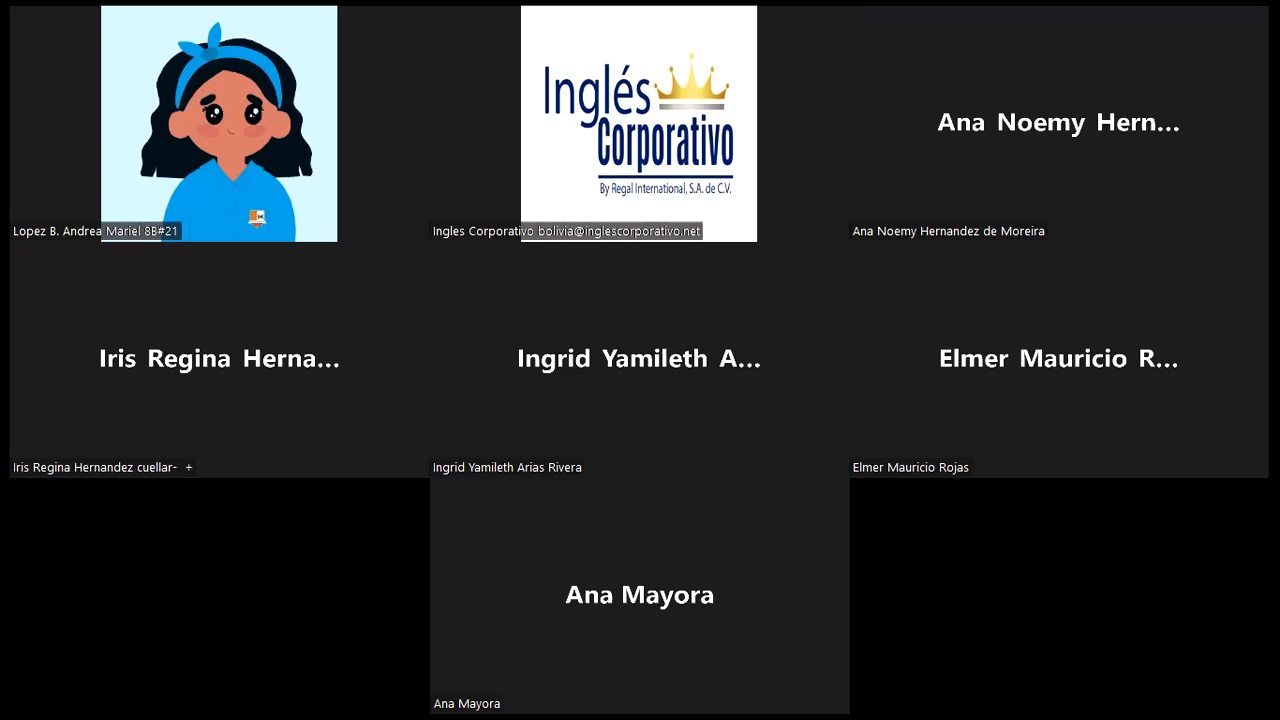 Lopez B. Andrea Mariel 8B#21
Inglés
Corporativo
By Regal International, S.A. de C.V.
Ingles Corporativo bolivia@inglescorporativo.net
Ana Noemy Hern...
Ana Noemy Hernandez de Moreira
Iris Regina Herna...
Iris Regina Hernandez cuellar- +
Ingrid Yamileth A...
Ingrid Yamileth Arias Rivera
Elmer Mauricio R...
Elmer Mauricio Rojas
Ana Mayora
Ana Mayora